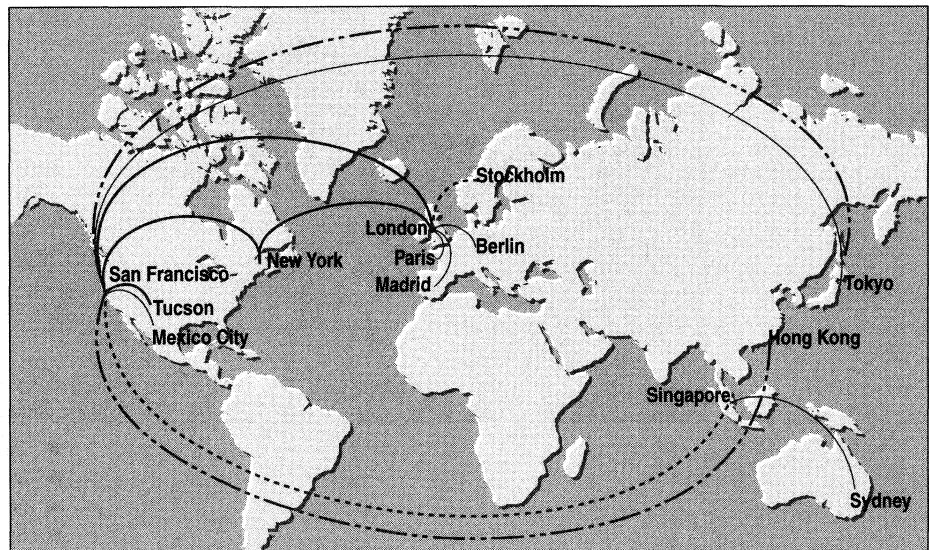 Stockholm
London
Berlin
Paris
New York
San Francisco
Madrid
Tokyo
Tucson
Mexico City
Hong Kong
Singapore
Sydney